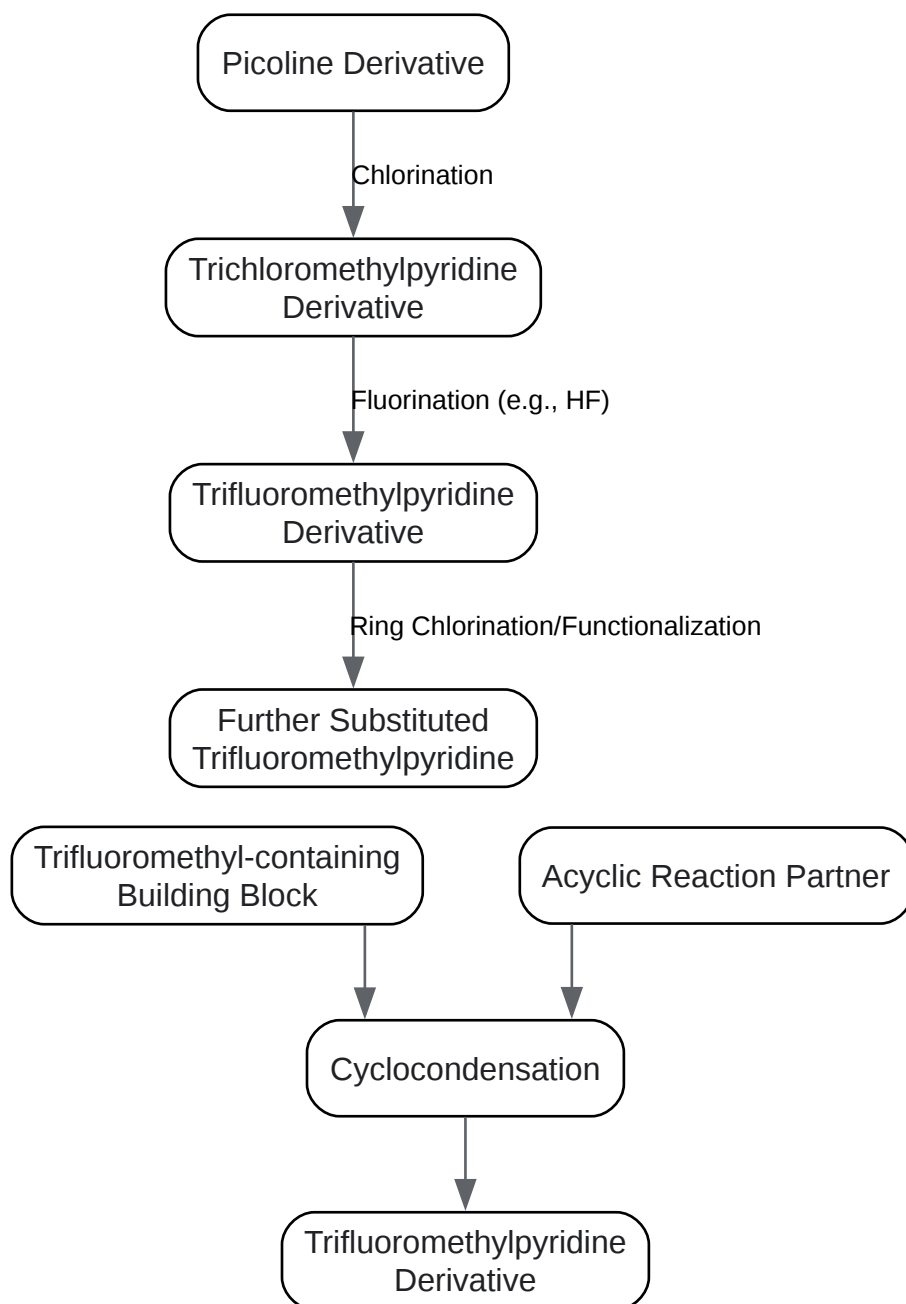 Picoline Derivative
Chlorination
Trichloromethylpyridine
Derivative
Fluorination (e.g., HF)
Trifluoromethylpyridine
Derivative
Ring Chlorination/Functionalization
Further Substituted
Trifluoromethylpyridine
Trifluoromethyl-containing
Building Block
Acyclic Reaction Partner
Cyclocondensation
Trifluoromethylpyridine
Derivative